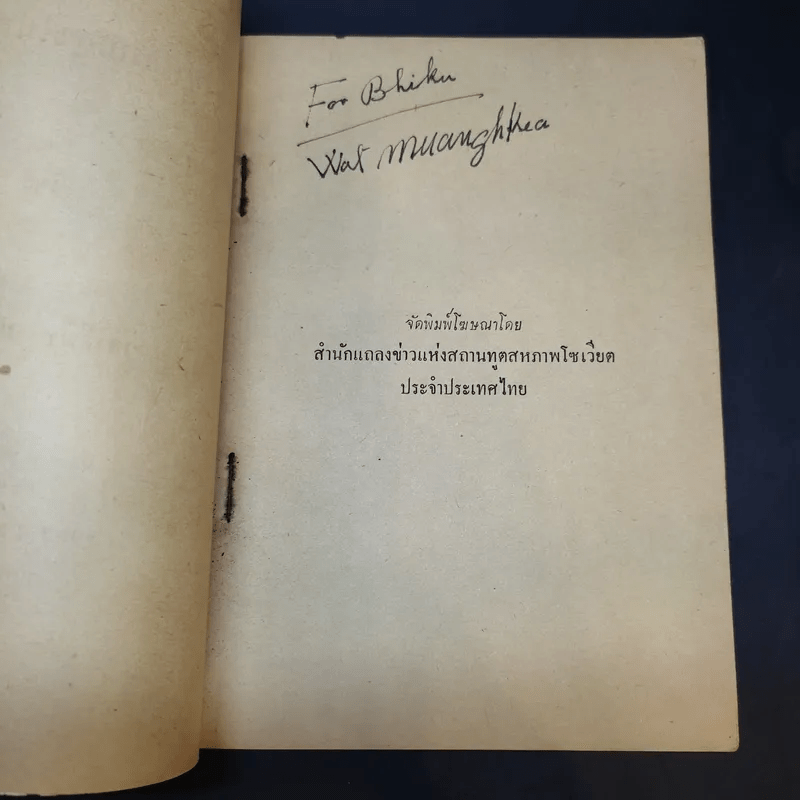 For Bhiku
Wat Muanghkea
จัดพิมพ์โฆษณาโดย
สำนักแถลงข่าวแห่งสถานทูตสหภาพโซเวียต
ประจำประเทศไทย